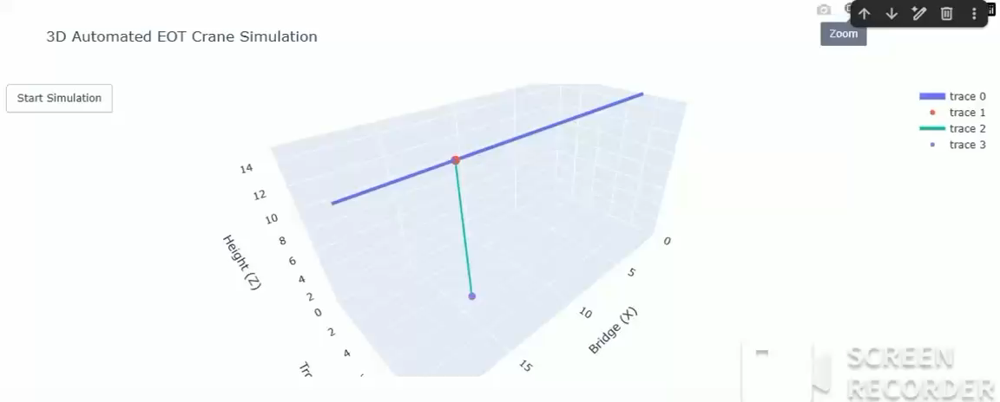 Zoom
3D Automated EOT Crane Simulation
Start Simulation
trace 0
trace 1
trace 2
trace 3
14
12
10
8
6
4
2
0
2
4
Height (Z)
0
5
10
15
Bridge (X)
SCREEN
RECORDER